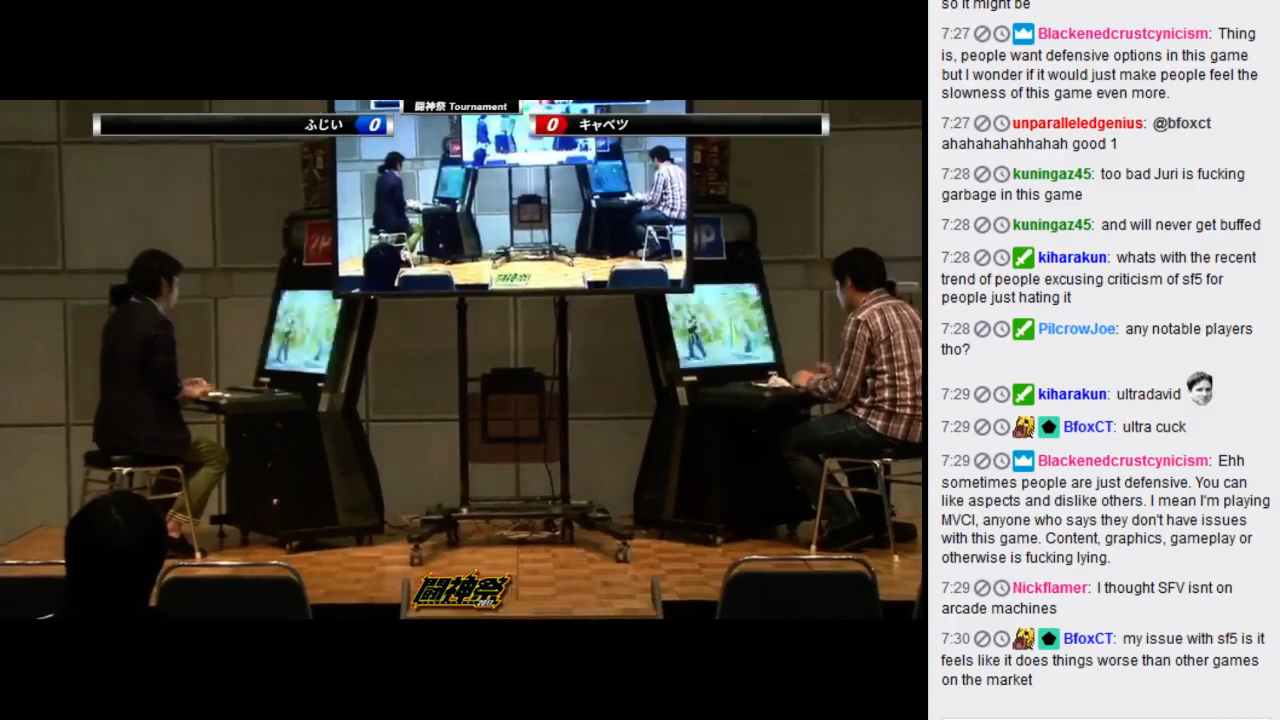 闘神祭 Tournament
ふじい 0
0 キャベツ
1P
闘神祭
2017
so it might be
7:27 Blackenedcrustcynicism: Thing
is, people want defensive options in this game
but I wonder if it would just make people feel the
slowness of this game even more.
7:27 unparalleledgenius: @bfoxct
ahahahahahhahah good 1
7:28 kuningaz45: too bad Juri is fucking
garbage in this game
7:28 kuningaz45: and will never get buffed
7:28 kiharakun: whats with the recent
trend of people excusing criticism of sf5 for
people just hating it
7:28 PilcrowJoe: any notable players
tho?
7:29 kiharakun: ultradavid
7:29 BfoxCT: ultra cuck
7:29 Blackenedcrustcynicism: Ehh
sometimes people are just defensive. You can
like aspects and dislike others. I mean I'm playing
MVCI, anyone who says they don't have issues
with this game. Content, graphics, gameplay or
otherwise is fucking lying.
7:29 Nickflamer: I thought SFV isnt on
arcade machines
7:30 BfoxCT: my issue with sf5 is it
feels like it does things worse than other games
on the market